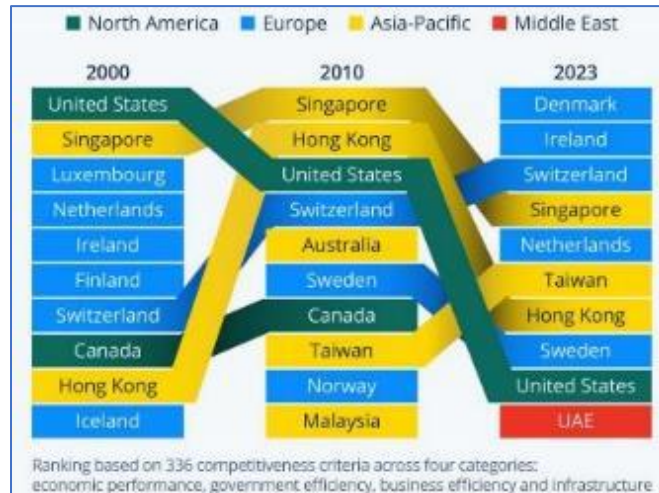 North America Europe Asia-Pacific Middle East
2000 2010 2023
United States Singapore Denmark
Singapore Hong Kong Ireland
Luxembourg United States Switzerland
Netherlands Switzerland Singapore
Ireland Australia Netherlands
Finland Sweden Taiwan
Switzerland Canada Hong Kong
Canada Taiwan Sweden
Hong Kong Norway United States
Iceland Malaysia UAE
Ranking based on 336 competitiveness criteria across four categories:
economic performance, government efficiency, business efficiency and infrastructure